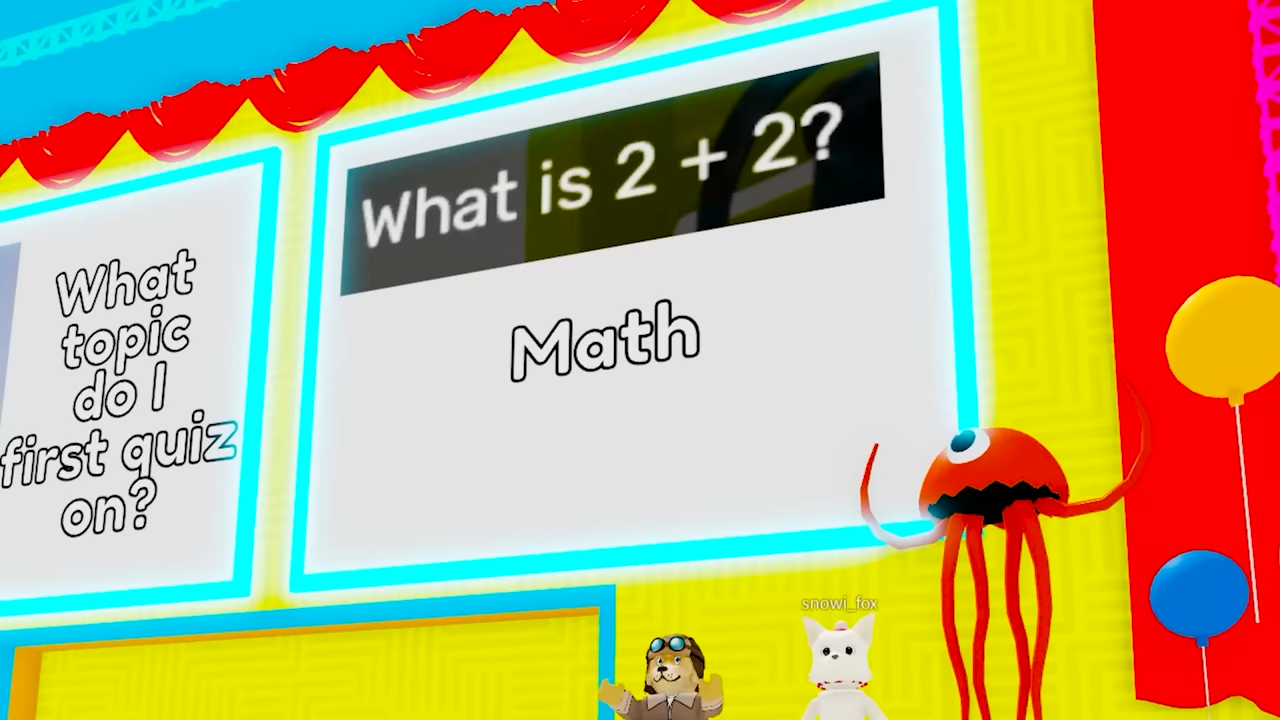 What
topic
do I
first quiz
on?
What is 2 + 2?
Math
snowi_fox